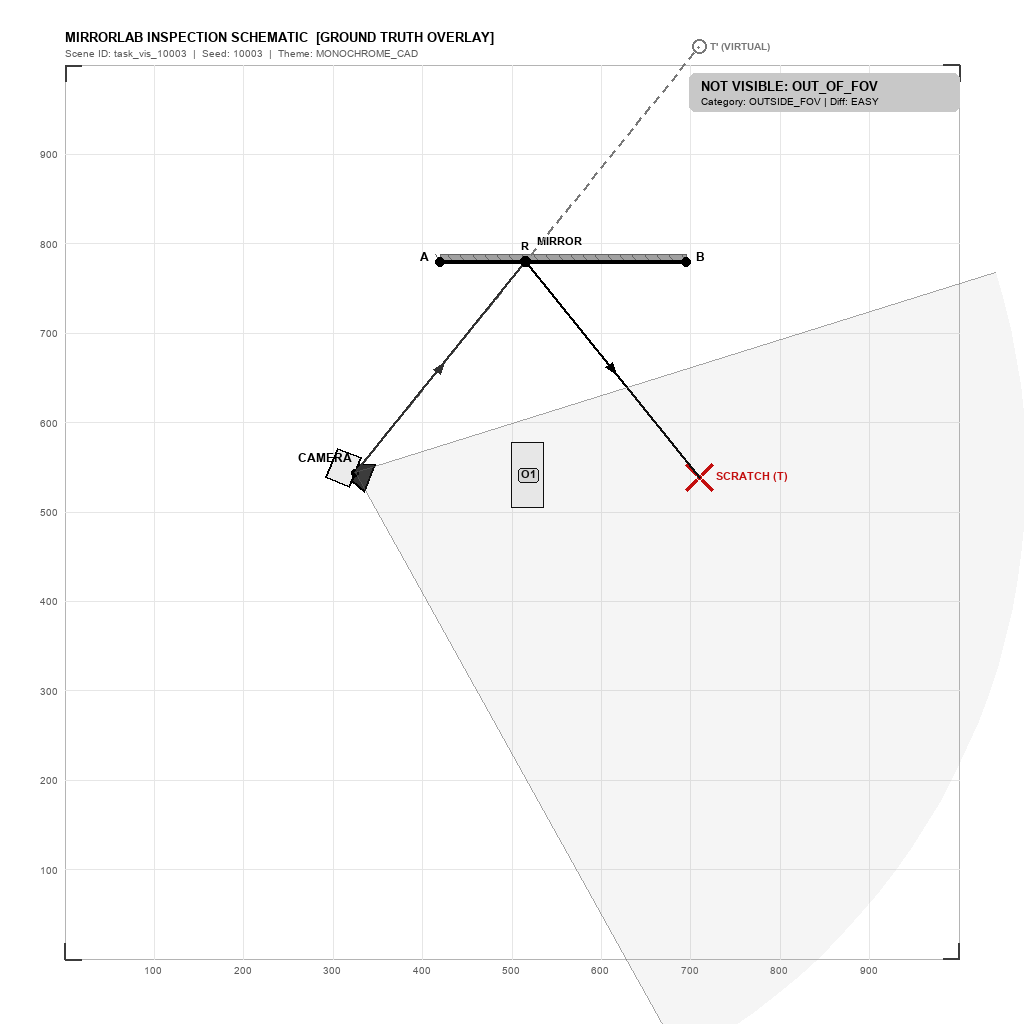 MIRRORLAB INSPECTION SCHEMATIC [GROUND TRUTH OVERLAY]
Scene ID: task_vis_10003 | Seed: 10003 | Theme: MONOCHROME_CAD
T' (VIRTUAL)
NOT VISIBLE: OUT_OF_FOV
Category: OUTSIDE_FOV | Diff: EASY
900
800
700
600
500
400
300
200
100
A
R
MIRROR
B
CAMERA
O1
SCRATCH (T)
100
200
300
400
500
600
700
800
900